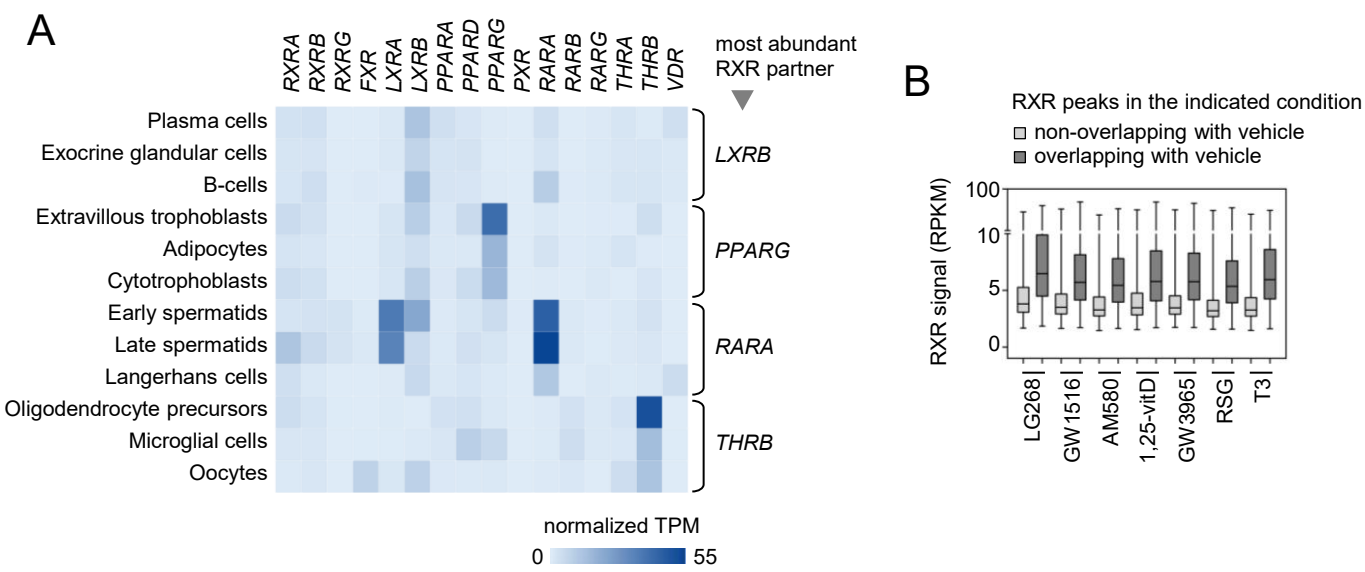 A
RXRA
RXRB
RXRG
FXR
LXRA
LXRB
PPARA
PPARD
PPARG
PXR
RARA
RARB
RARG
THRA
THRB
VDR
most abundant
RXR partner
Plasma cells
Exocrine glandular cells
B-cells
LXRB
Extravillous trophoblasts
Adipocytes
Cytotrophoblasts
PPARG
Early spermatids
Late spermatids
Langerhans cells
RARA
Oligodendrocyte precursors
Microglial cells
Oocytes
THRB
normalized TPM
0
55
B
RXR peaks in the indicated condition
non-overlapping with vehicle
overlapping with vehicle
RXR signal (RPKM)
100
10
5
0
LG268
GW1516
AM580
1,25-vitD
GW3965
RSG
T3